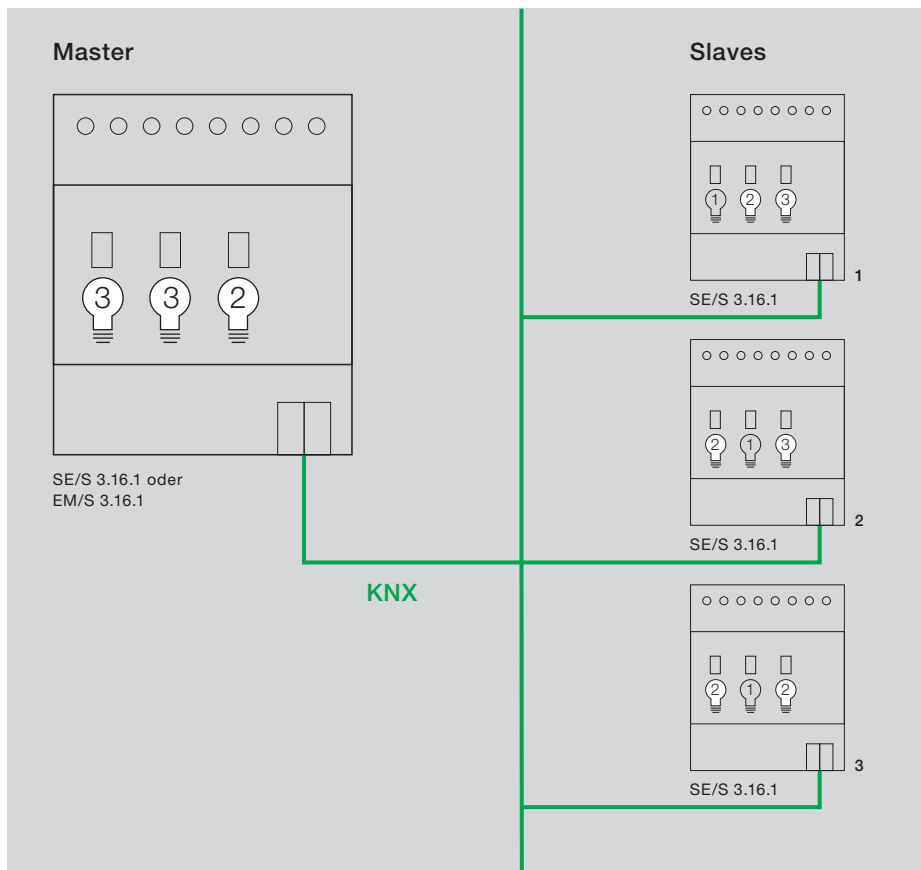 Master
3 3 2
SE/S 3.16.1 oder
EM/S 3.16.1
KNX
Slaves
1 2 3
1
SE/S 3.16.1
2 1 3
2
SE/S 3.16.1
2 1 2
3
SE/S 3.16.1